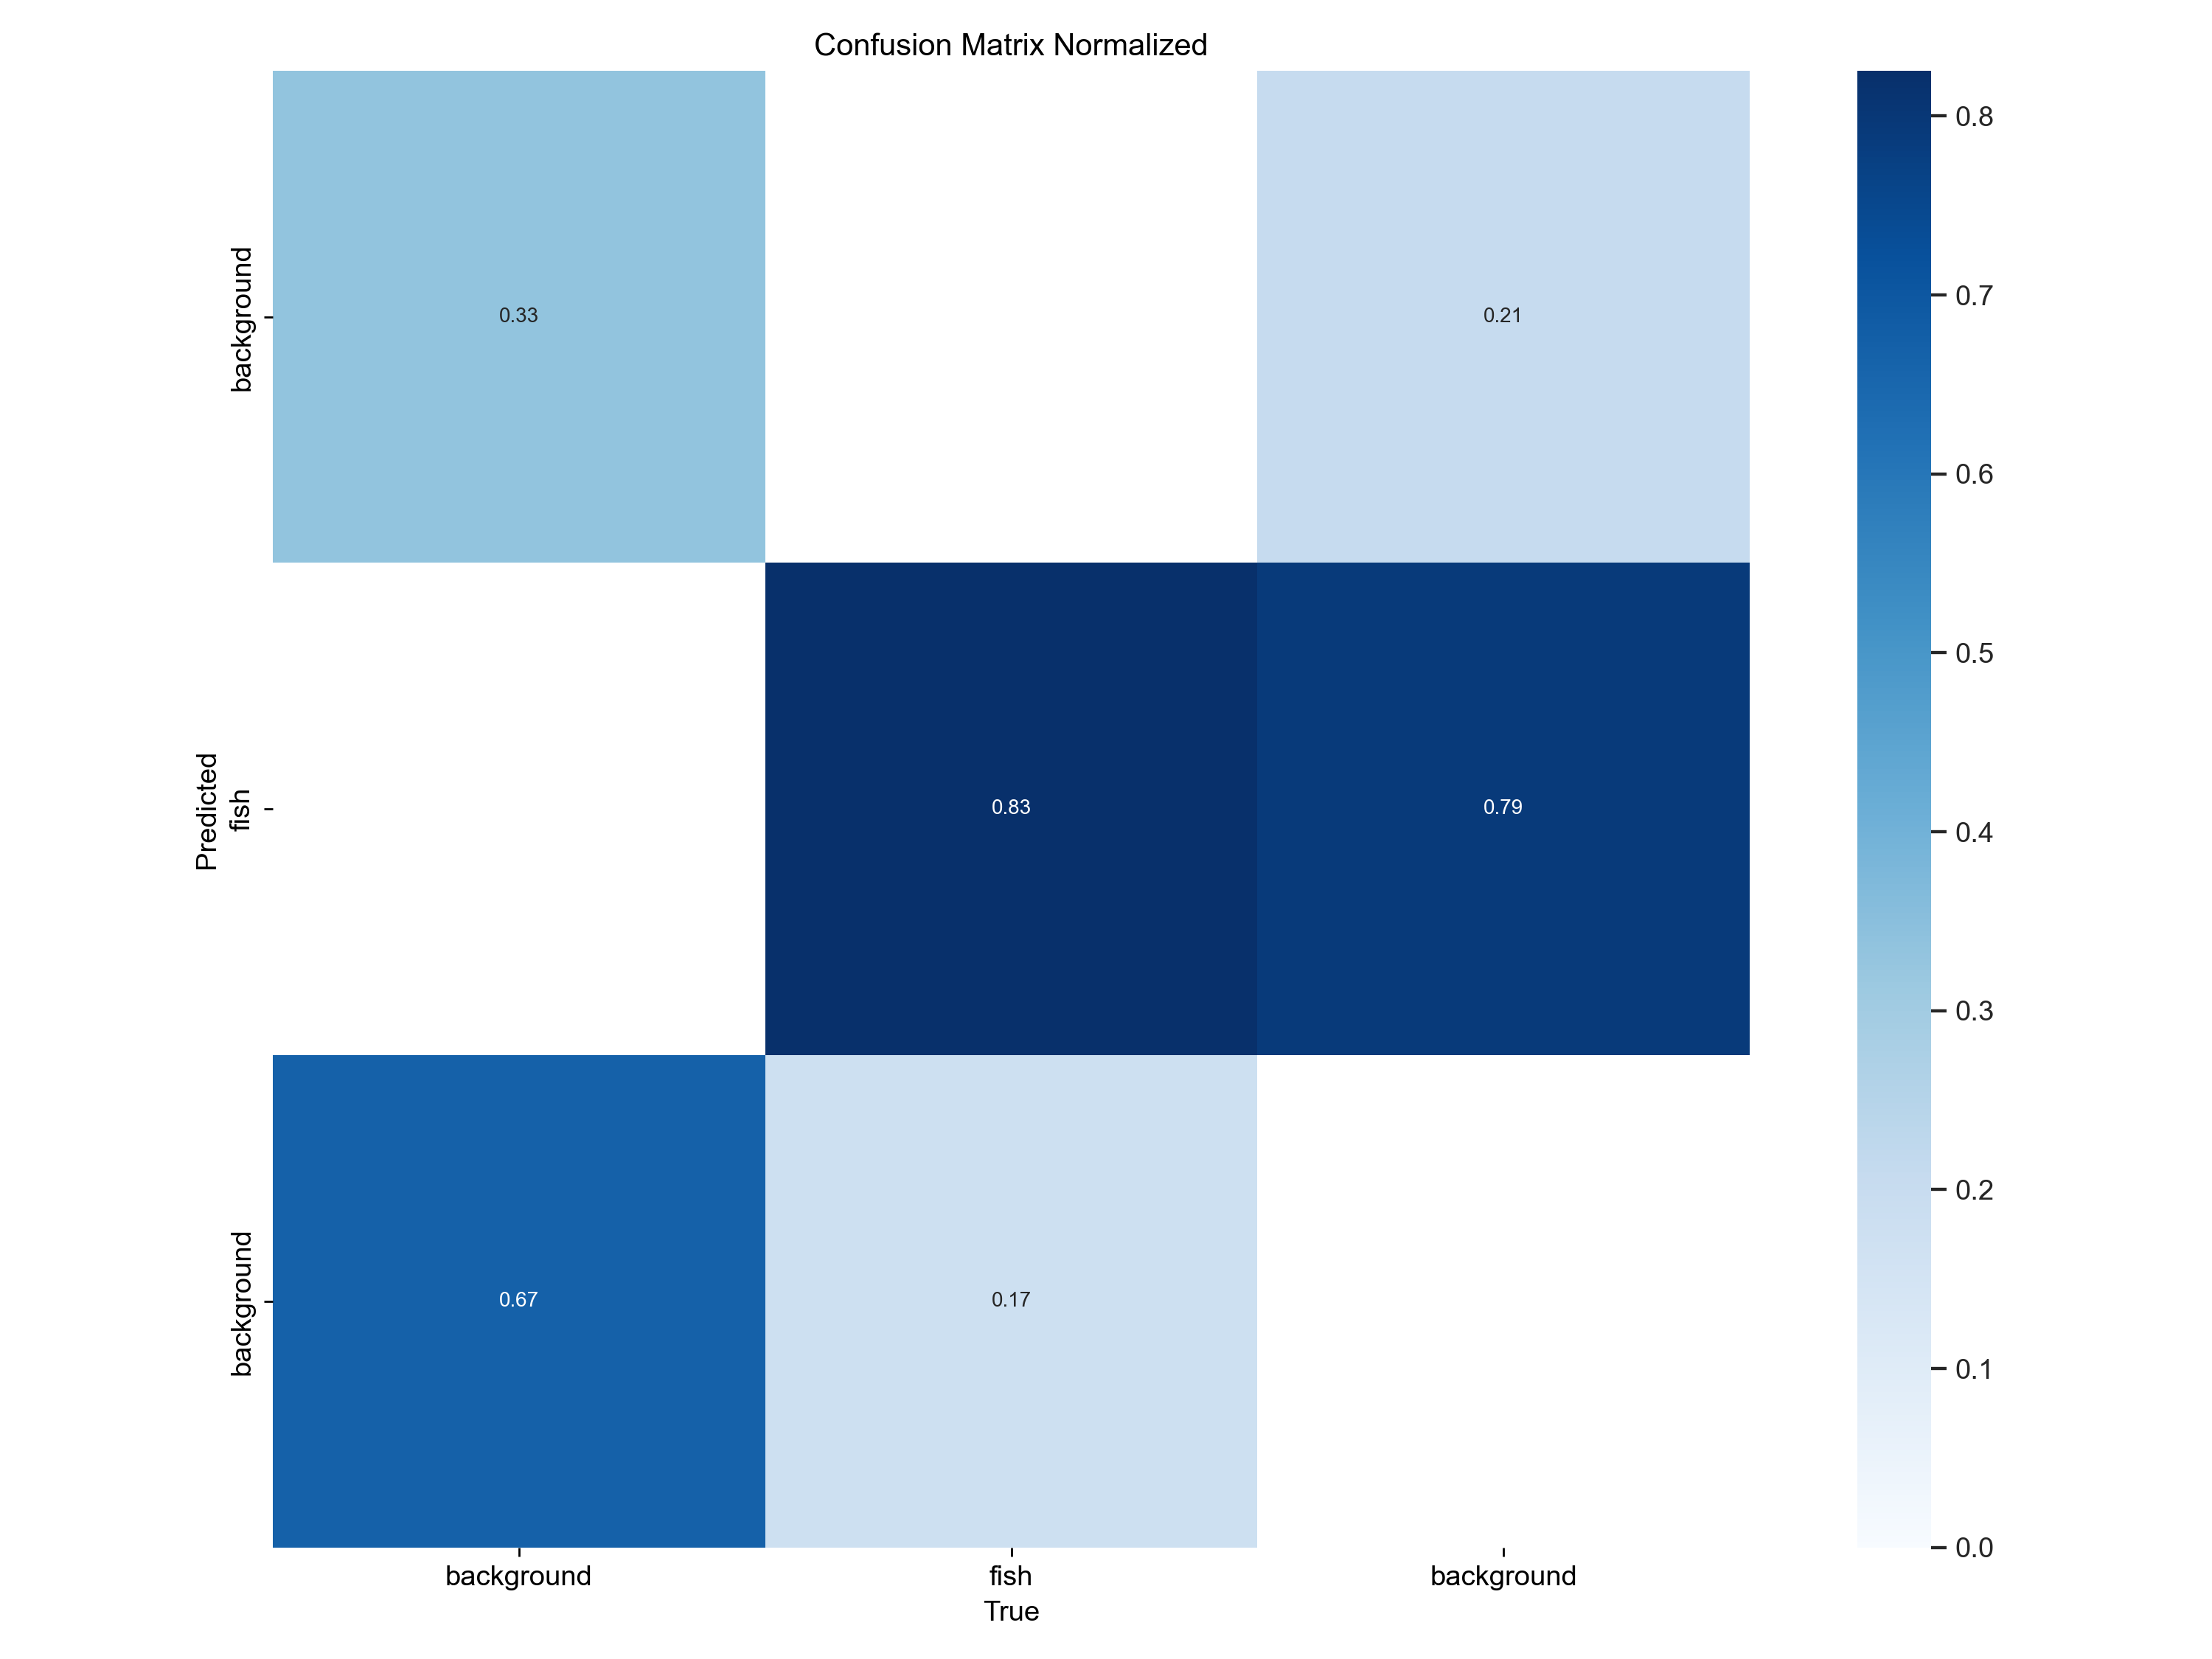 Confusion Matrix Normalized
background
0.33
0.21
Predicted
fish
0.83
0.79
background
0.67
0.17
background
fish
background
True
0.8
0.7
0.6
0.5
0.4
0.3
0.2
0.1
0.0